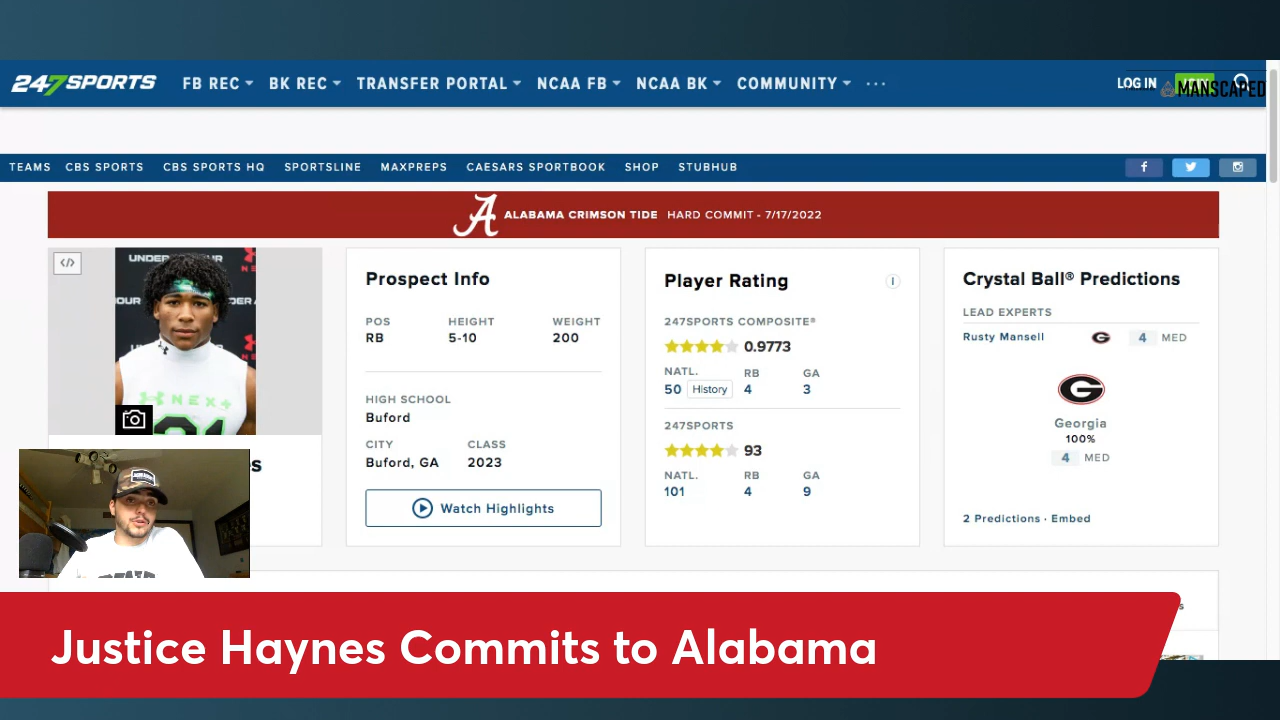 247SPORTS FB REC BK REC TRANSFER PORTAL NCAA FB NCAA BK COMMUNITY ··· LOG IN
MANSCAPED
TEAMS CBS SPORTS CBS SPORTS HQ SPORTSLINE MAXPREPS CAESARS SPORTBOOK SHOP STUBHUB
A ALABAMA CRIMSON TIDE HARD COMMIT - 7/17/2022
Prospect Info
POS HEIGHT WEIGHT
RB 5-10 200
HIGH SCHOOL
Buford
CITY CLASS
Buford, GA 2023
Watch Highlights
Player Rating
247SPORTS COMPOSITE®
0.9773
NATL. RB GA
50 History 4 3
247SPORTS
93
NATL. RB GA
101 4 9
Crystal Ball® Predictions
LEAD EXPERTS
Rusty Mansell G 4 MED
G
Georgia
100%
4 MED
2 Predictions · Embed
Justice Haynes Commits to Alabama